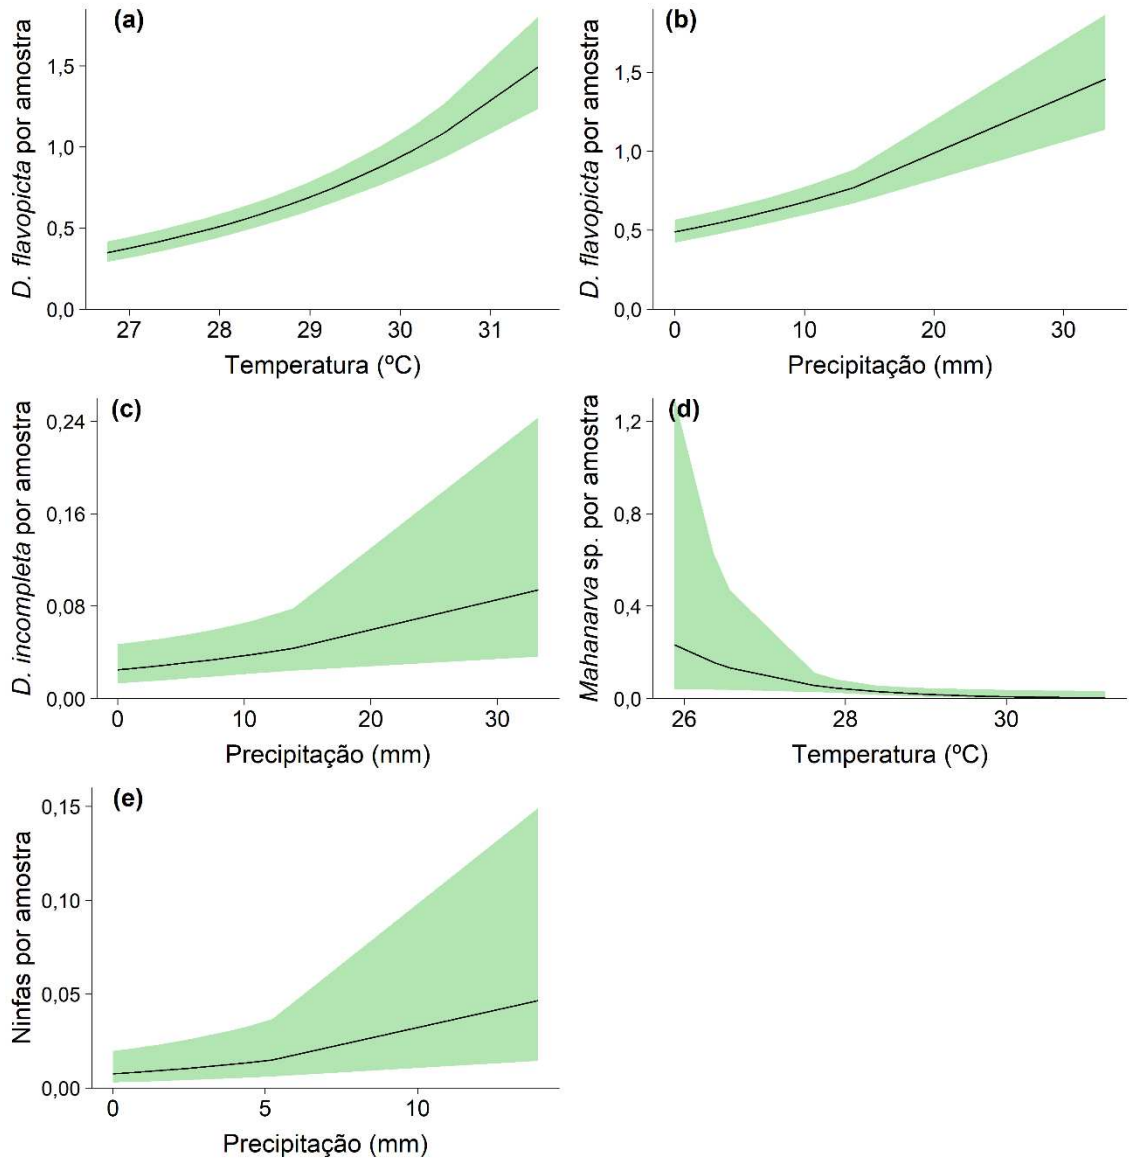 (a)
D. flavopicta por amostra
1,5
1,0
0,5
0,0
27 28 29 30 31
Temperatura (ºC)
(b)
D. flavopicta por amostra
1,5
1,0
0,5
0,0
0 10 20 30
Precipitação (mm)
(c)
D. incompleta por amostra
0,24
0,16
0,08
0,00
0 10 20 30
Precipitação (mm)
(d)
Mahanarva sp. por amostra
1,2
0,8
0,4
0,0
26 28 30
Temperatura (ºC)
(e)
Ninfas por amostra
0,15
0,10
0,05
0,00
0 5 10
Precipitação (mm)